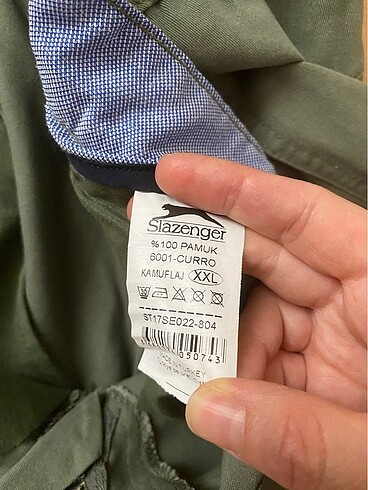 Slazenger
%100 PAMUK
6001-CURRO
KAMUFLAJ XXL
ST17SE022-804
050743
MADE IN TURKEY